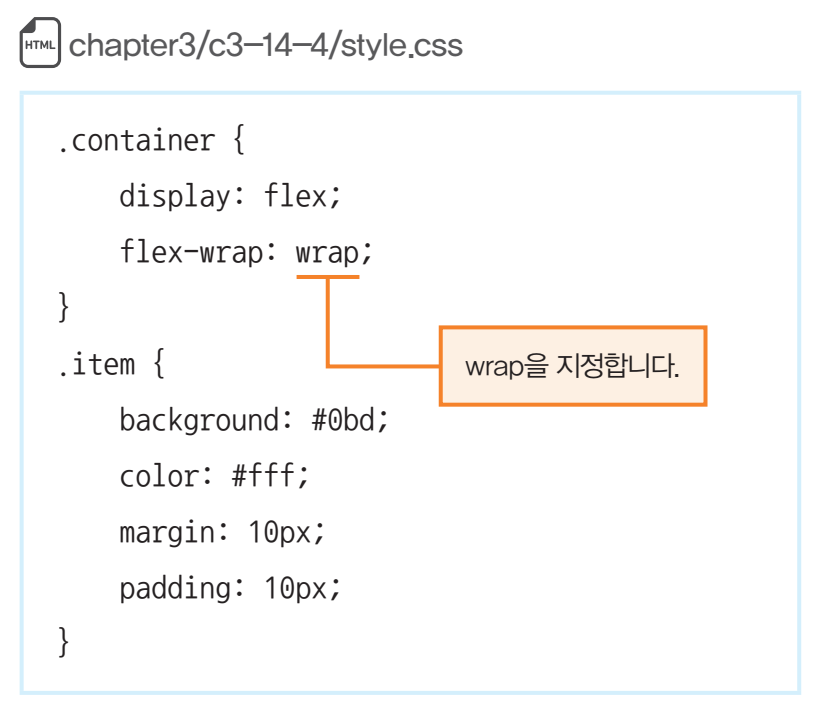 HTML chapter3/c3-14-4/style.css
.container {
    display: flex;
    flex-wrap: wrap;
}
wrap을 지정합니다.
.item {
    background: #0bd;
    color: #fff;
    margin: 10px;
    padding: 10px;
}